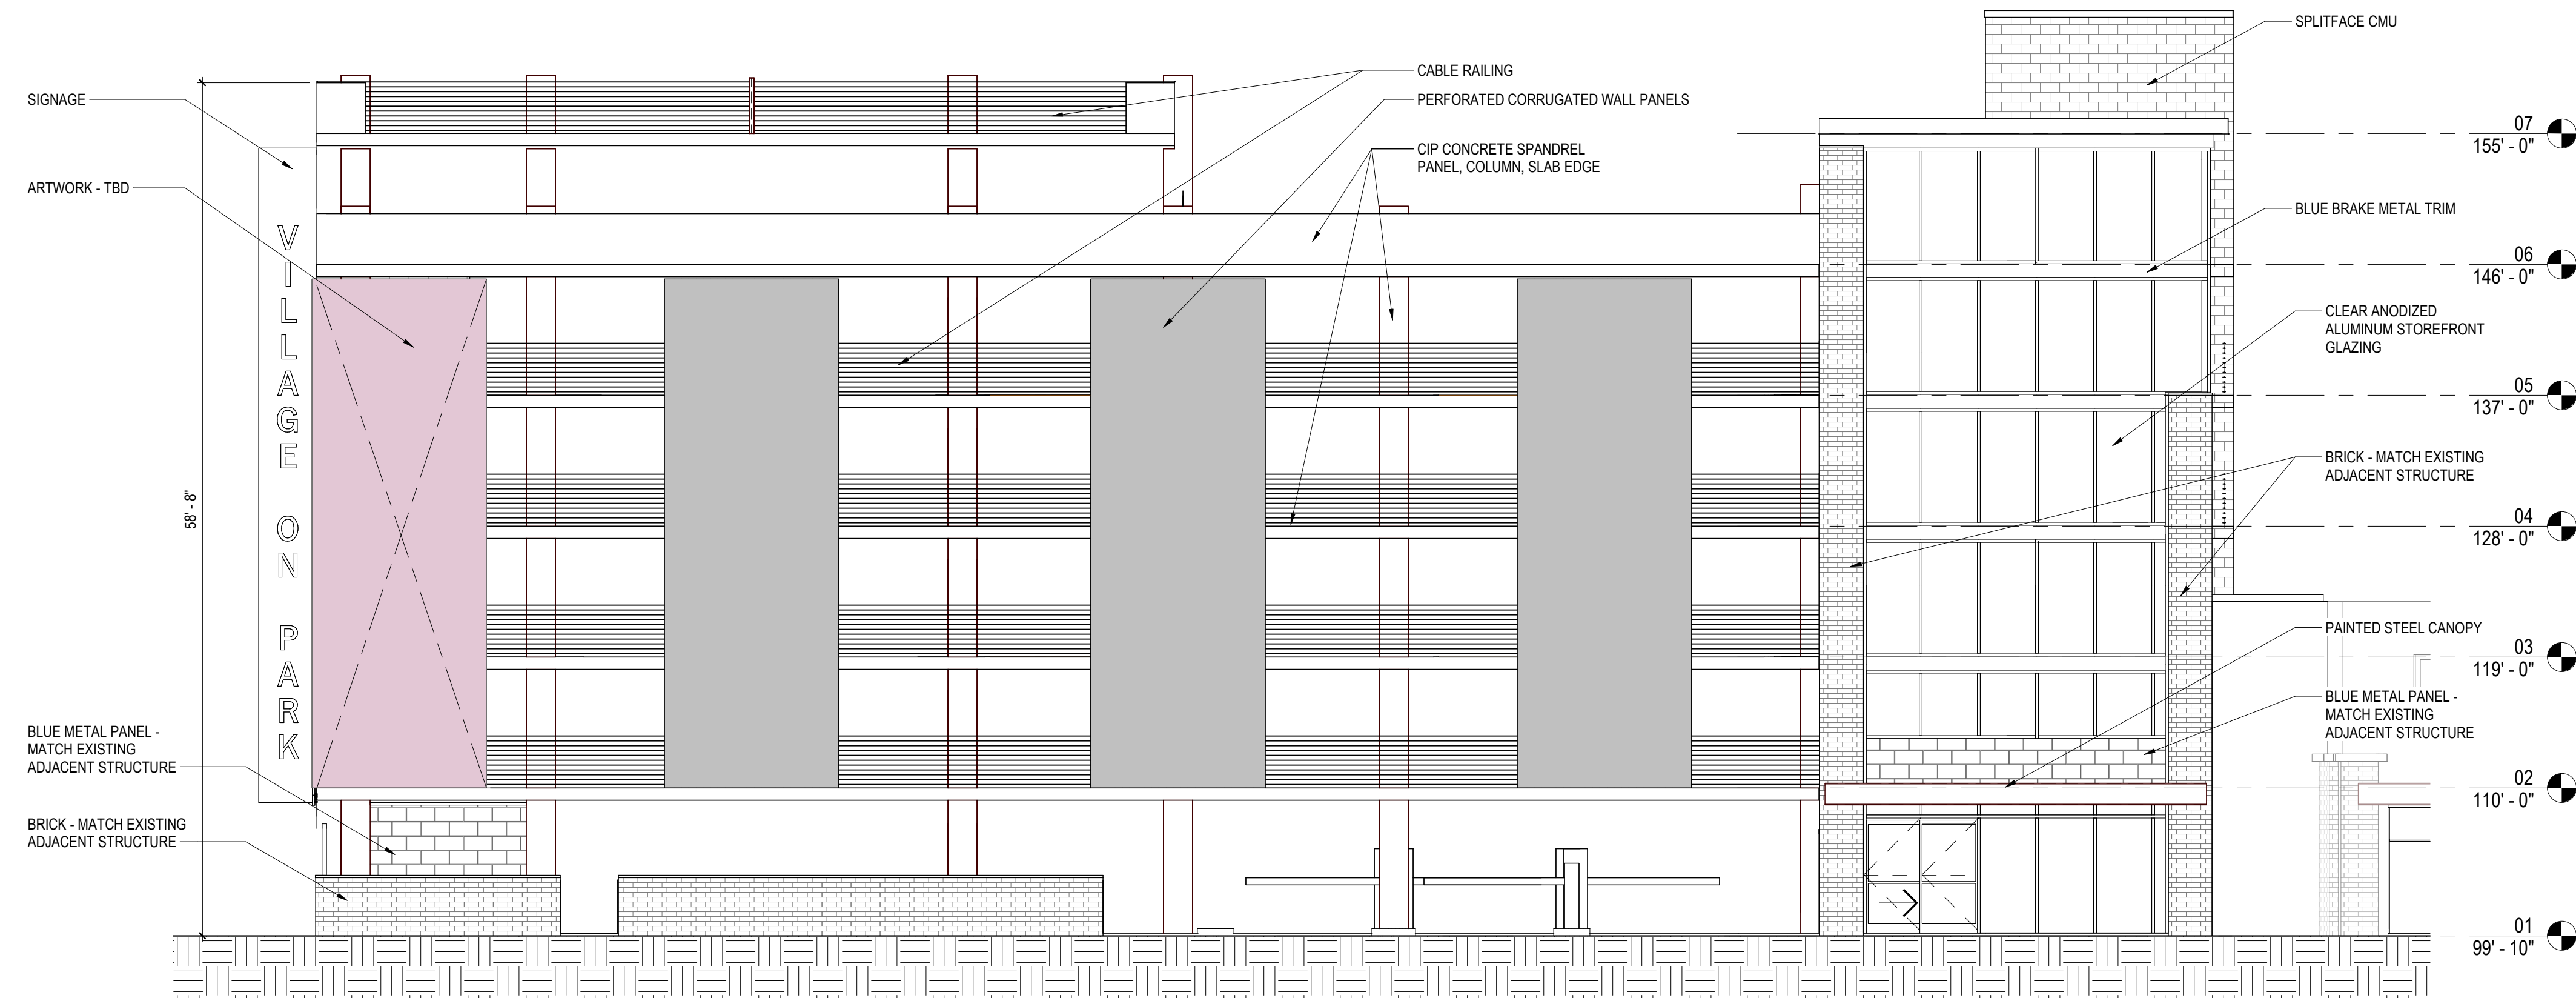 SIGNAGE
ARTWORK - TBD
58' - 8"
VILLAGE ON PARK
BLUE METAL PANEL -
MATCH EXISTING
ADJACENT STRUCTURE
BRICK - MATCH EXISTING
ADJACENT STRUCTURE
CABLE RAILING
PERFORATED CORRUGATED WALL PANELS
CIP CONCRETE SPANDREL
PANEL, COLUMN, SLAB EDGE
SPLITFACE CMU
07
155' - 0"
BLUE BRAKE METAL TRIM
06
146' - 0"
CLEAR ANODIZED
ALUMINUM STOREFRONT
GLAZING
05
137' - 0"
BRICK - MATCH EXISTING
ADJACENT STRUCTURE
04
128' - 0"
PAINTED STEEL CANOPY
03
119' - 0"
BLUE METAL PANEL -
MATCH EXISTING
ADJACENT STRUCTURE
02
110' - 0"
01
99' - 10"